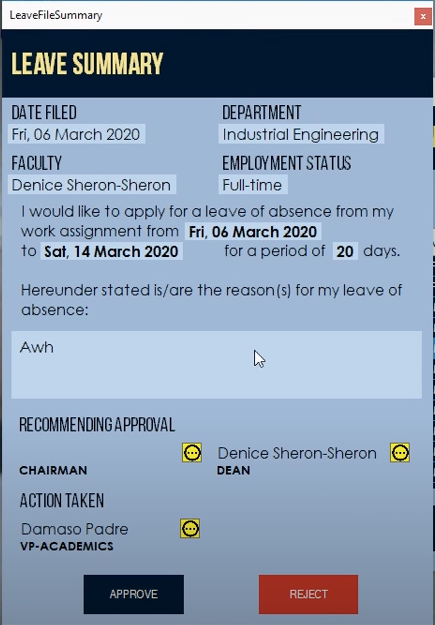 LeaveFileSummary
x
LEAVE SUMMARY
DATE FILED
DEPARTMENT
Fri, 06 March 2020
Industrial Engineering
FACULTY
EMPLOYMENT STATUS
Denice Sheron-Sheron
Full-time
I would like to apply for a leave of absence from my
work assignment from Fri, 06 March 2020
to Sat, 14 March 2020 for a period of 20 days.
Hereunder stated is/are the reason(s) for my leave of
absence:
Awh
RECOMMENDING APPROVAL
Denice Sheron-Sheron
CHAIRMAN
DEAN
ACTION TAKEN
Damaso Padre
VP-ACADEMICS
APPROVE
REJECT